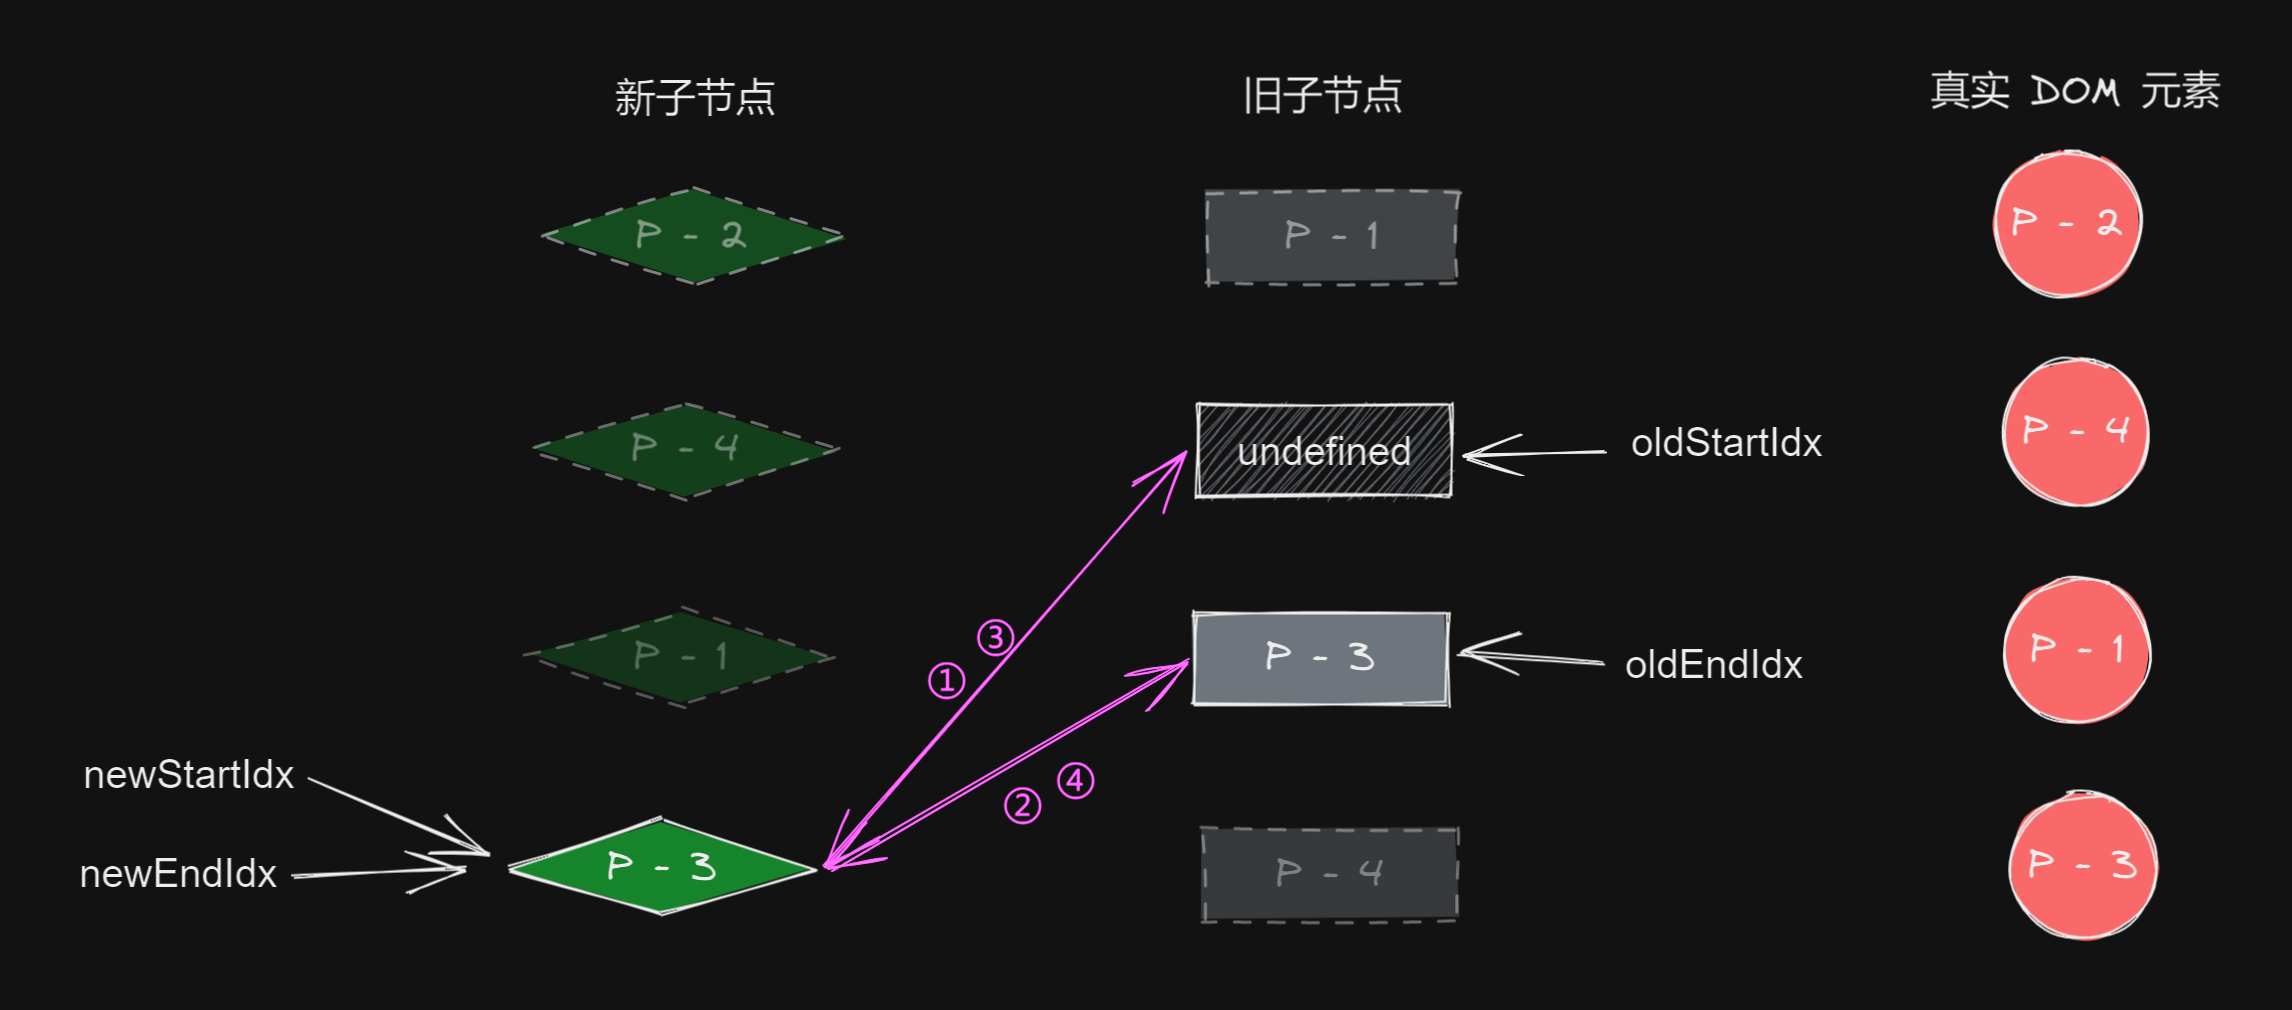 新子节点
旧子节点
真实 DOM 元素
P - 2
P - 1
P - 2
P - 4
undefined
oldStartIdx
P - 4
③
①
P - 1
P - 3
oldEndIdx
P - 1
newStartIdx
② ④
newEndIdx
P - 3
P - 4
P - 3